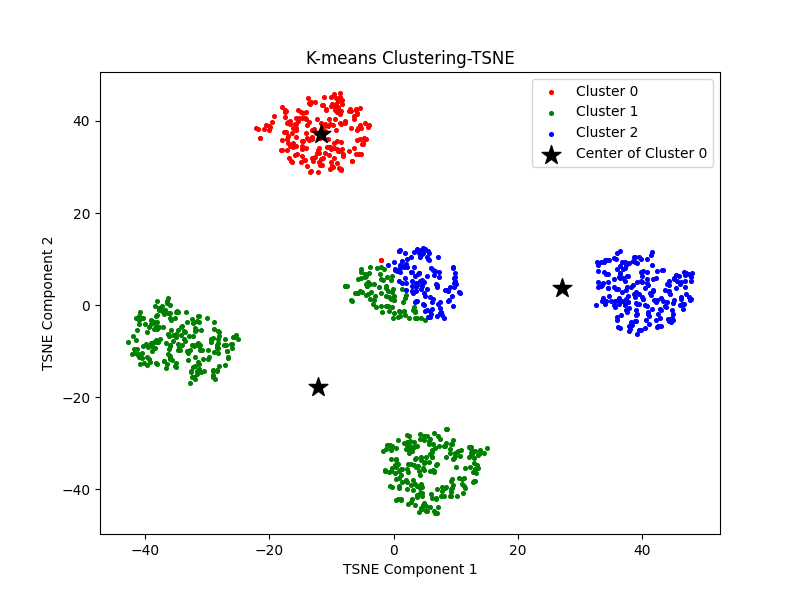 K-means Clustering-TSNE
Cluster 0
Cluster 1
Cluster 2
Center of Cluster 0
40
20
0
−20
−40
TSNE Component 2
−40
−20
0
20
40
TSNE Component 1